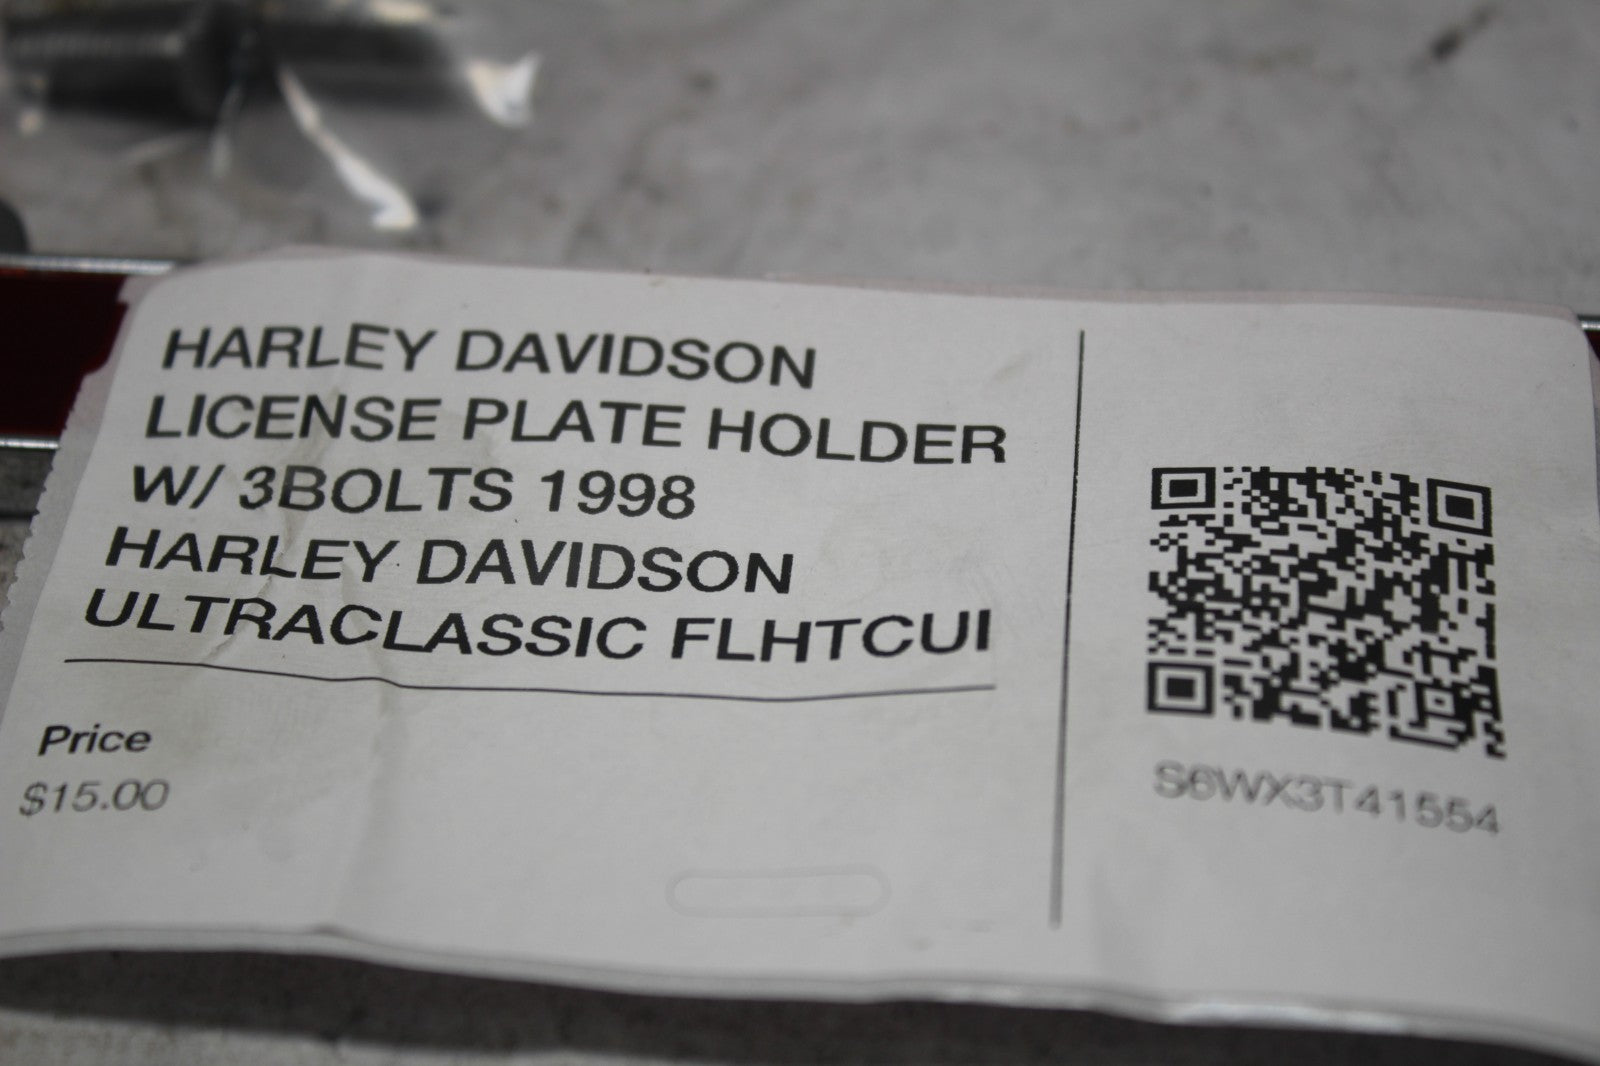 HARLEY DAVIDSON
LICENSE PLATE HOLDER
W/ 3BOLTS 1998
HARLEY DAVIDSON
ULTRACLASSIC FLHTCUI
Price
$15.00
S6WX3T41554